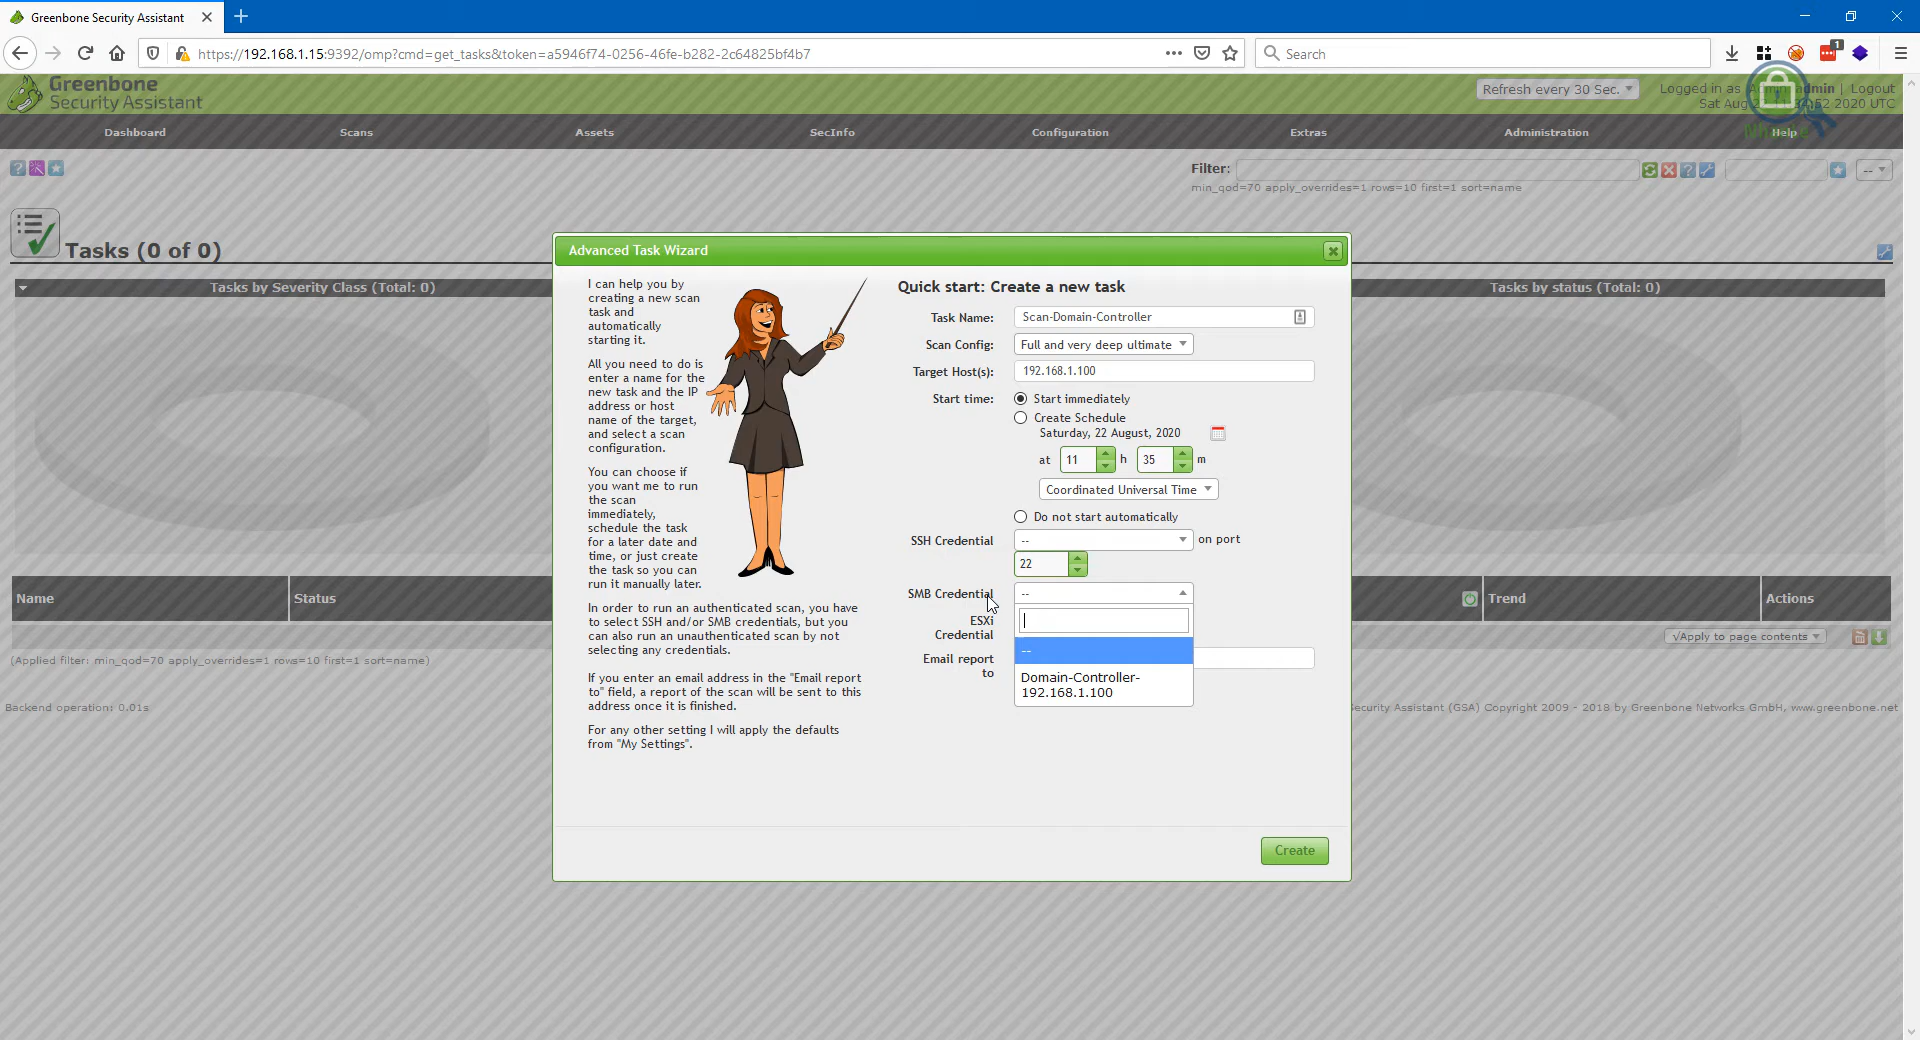 Greenbone Security Assistant
https://192.168.1.15:9392/omp?cmd=get_tasks&token=a5946f74-0256-46fe-b282-2c64825bf4b7
Search
1
Greenbone
Security Assistant
Refresh every 30 Sec.
Logged in as Admin admin | Logout
Sat Aug 2 52 2020 UTC
Dashboard
Scans
Assets
SecInfo
Configuration
Extras
Administration
Help
Filter:
--
min_qod=70 apply_overrides=1 rows=10 first=1 sort=name
Tasks (0 of 0)
Tasks by Severity Class (Total: 0)
Tasks by status (Total: 0)
Advanced Task Wizard
I can help you by
creating a new scan
task and
automatically
starting it.
All you need to do is
enter a name for the
new task and the IP
address or host
name of the target,
and select a scan
configuration.
You can choose if
you want me to run
the scan
immediately,
schedule the task
for a later date and
time, or just create
the task so you can
run it manually later.
In order to run an authenticated scan, you have
to select SSH and/or SMB credentials, but you
can also run an unauthenticated scan by not
selecting any credentials.
If you enter an email address in the "Email report
to" field, a report of the scan will be sent to this
address once it is finished.
For any other setting I will apply the defaults
from "My Settings".
Quick start: Create a new task
Task Name: Scan-Domain-Controller
Scan Config: Full and very deep ultimate
Target Host(s): 192.168.1.100
Start time: Start immediately
Create Schedule
Saturday, 22 August, 2020
at 11 h 35 m
Coordinated Universal Time
Do not start automatically
SSH Credential -- on port
22
SMB Credential --
ESXi
Credential
--
Email report
to
Domain-Controller-
192.168.1.100
Create
Name
Status
Trend
Actions
√Apply to page contents
(Applied filter: min_qod=70 apply_overrides=1 rows=10 first=1 sort=name)
Backend operation: 0.01s
Security Assistant (GSA) Copyright 2009 - 2018 by Greenbone Networks GmbH, www.greenbone.net